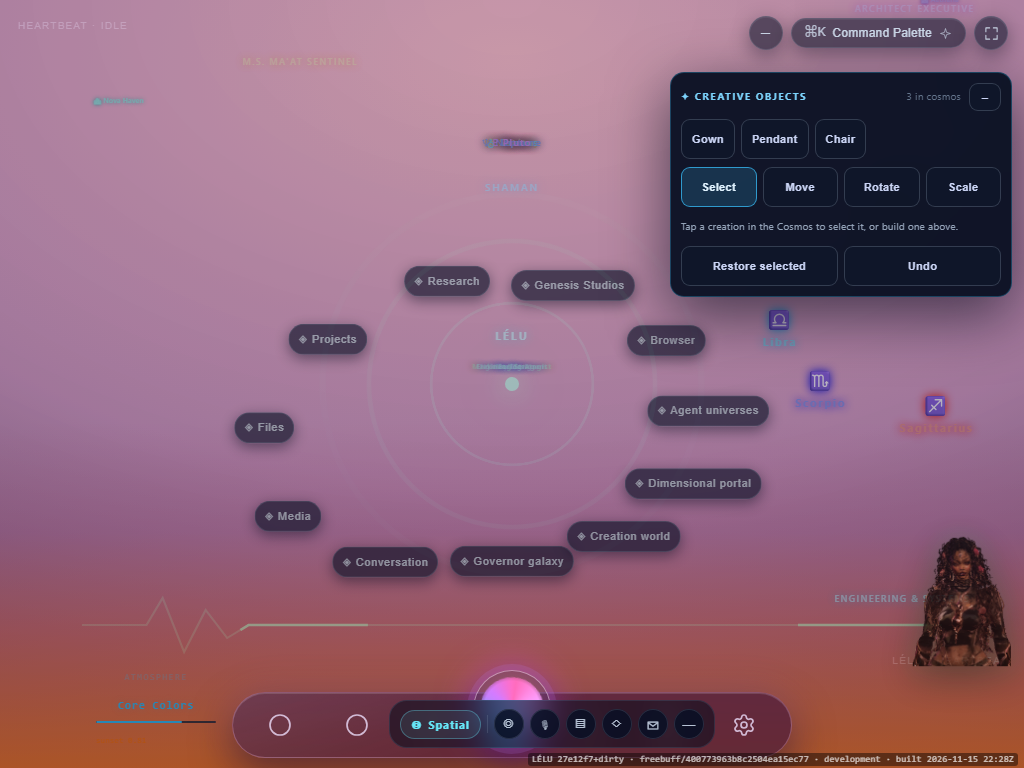 HEARTBEAT · IDLE
ARCHITECT EXECUTIVE
⌘K Command Palette
M.S. MA'AT SENTINEL
CREATIVE OBJECTS
3 in cosmos
Gown
Pendant
Chair
Select
Move
Rotate
Scale
Tap a creation in the Cosmos to select it, or build one above.
Restore selected
Undo
SHAMAN
Research
Genesis Studios
Projects
LÉLU
Browser
Libra
Scorpio
Sagittarius
Agent universes
Files
Dimensional portal
Media
Creation world
Conversation
Governor galaxy
ENGINEERING &
Core Colors
Spatial
LÉLU 27e12f7+dirty · freebuff/400773963b8c2504ea15ec77 · development · built 2026-11-15 22:28Z